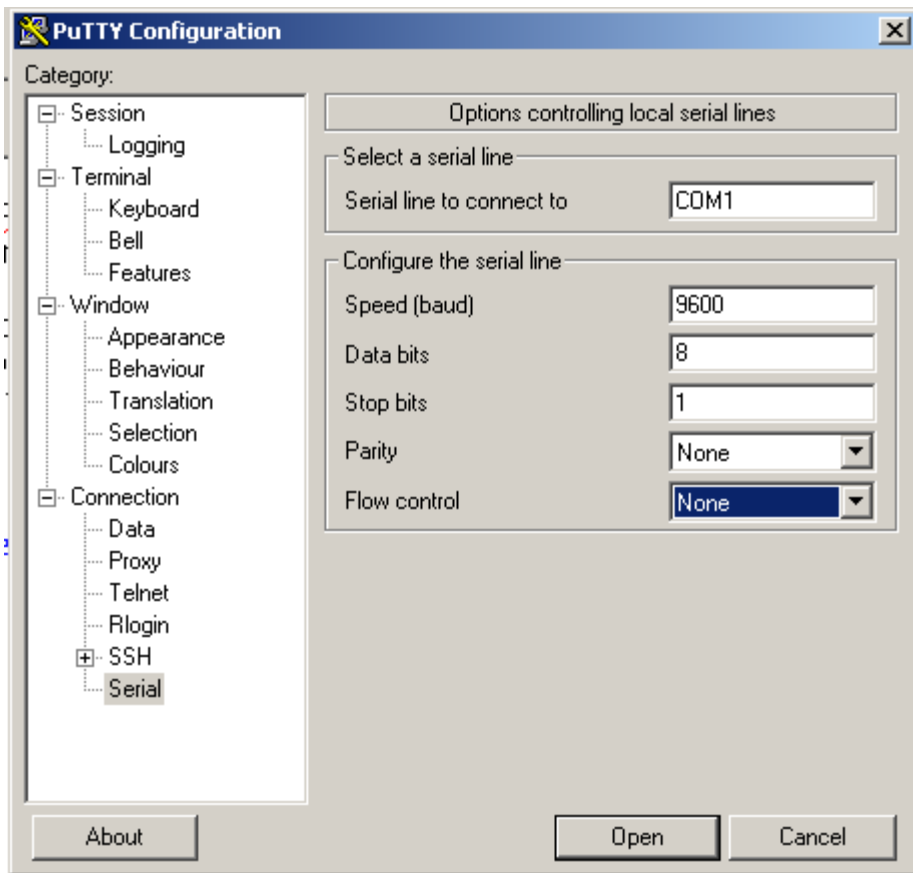 PuTTY Configuration
Category:
Session
Logging
Terminal
Keyboard
Bell
Features
Window
Appearance
Behaviour
Translation
Selection
Colours
Connection
Data
Proxy
Telnet
Rlogin
SSH
Serial
Options controlling local serial lines
Select a serial line
Serial line to connect to COM1
Configure the serial line
Speed (baud) 9600
Data bits 8
Stop bits 1
Parity None
Flow control None
About Open Cancel